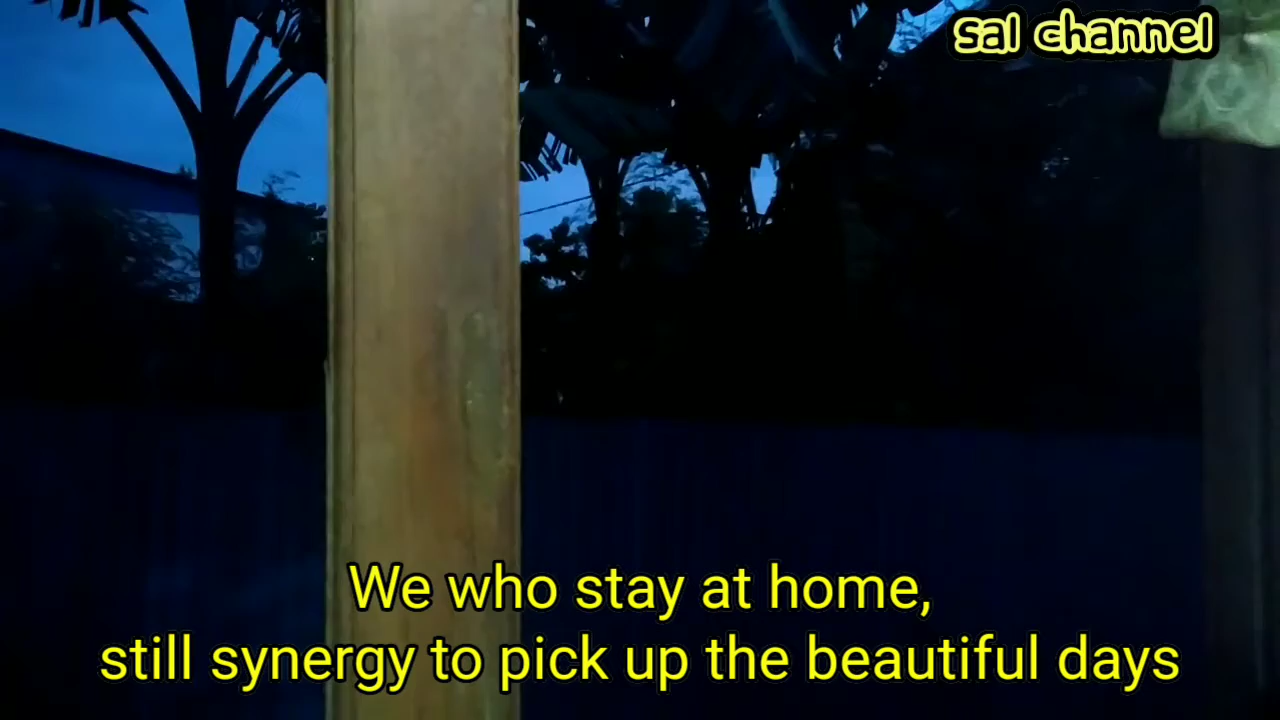 sal channel
We who stay at home,
still synergy to pick up the beautiful days